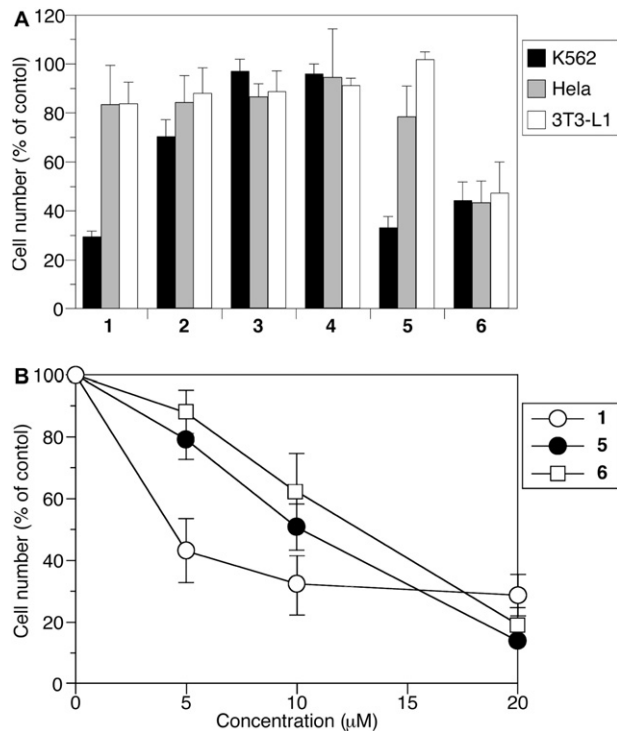 A
120
100
80
60
40
20
0
Cell number (% of contol)
1 2 3 4 5 6
K562
Hela
3T3-L1
B
100
80
60
40
20
0
Cell number (% of contol)
0 5 10 15 20
Concentration (μM)
1
5
6